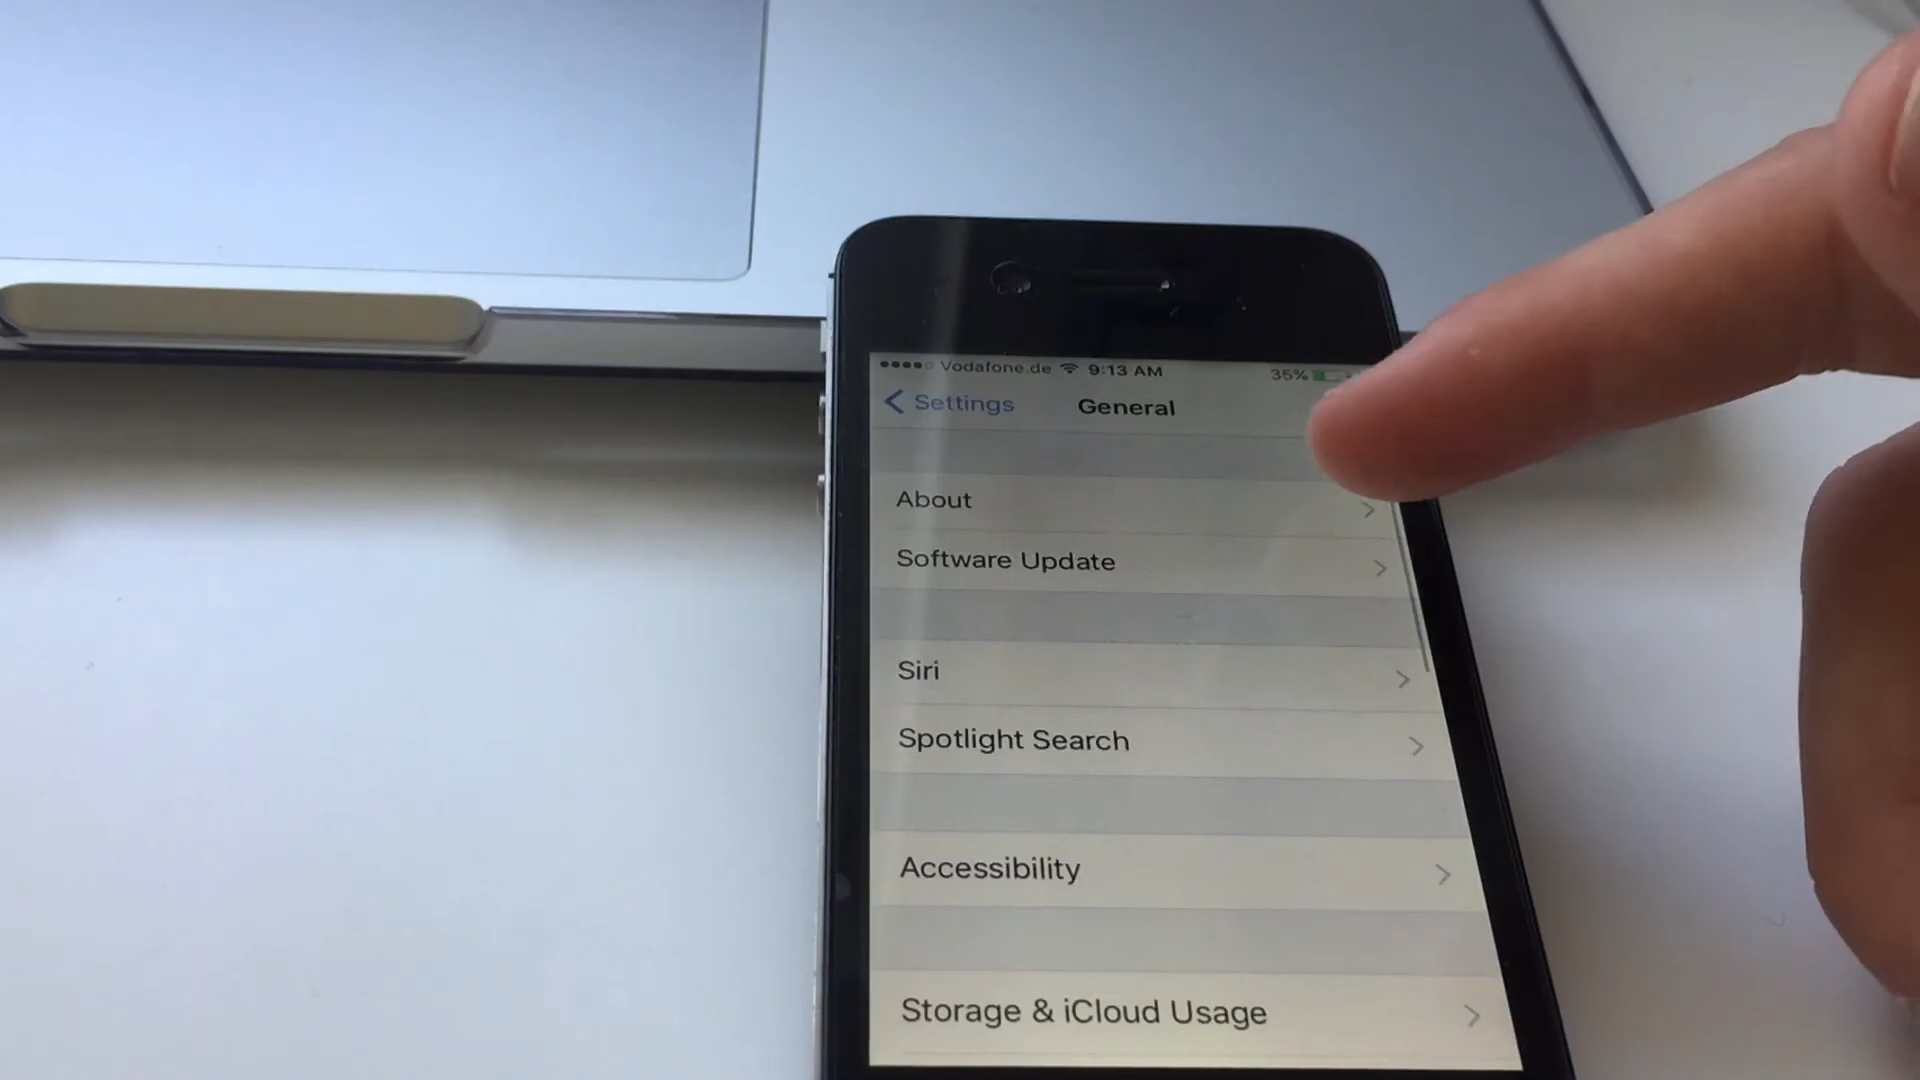 Vodafone.de 9:13 AM 35%
Settings General
About
Software Update
Siri
Spotlight Search
Accessibility
Storage & iCloud Usage